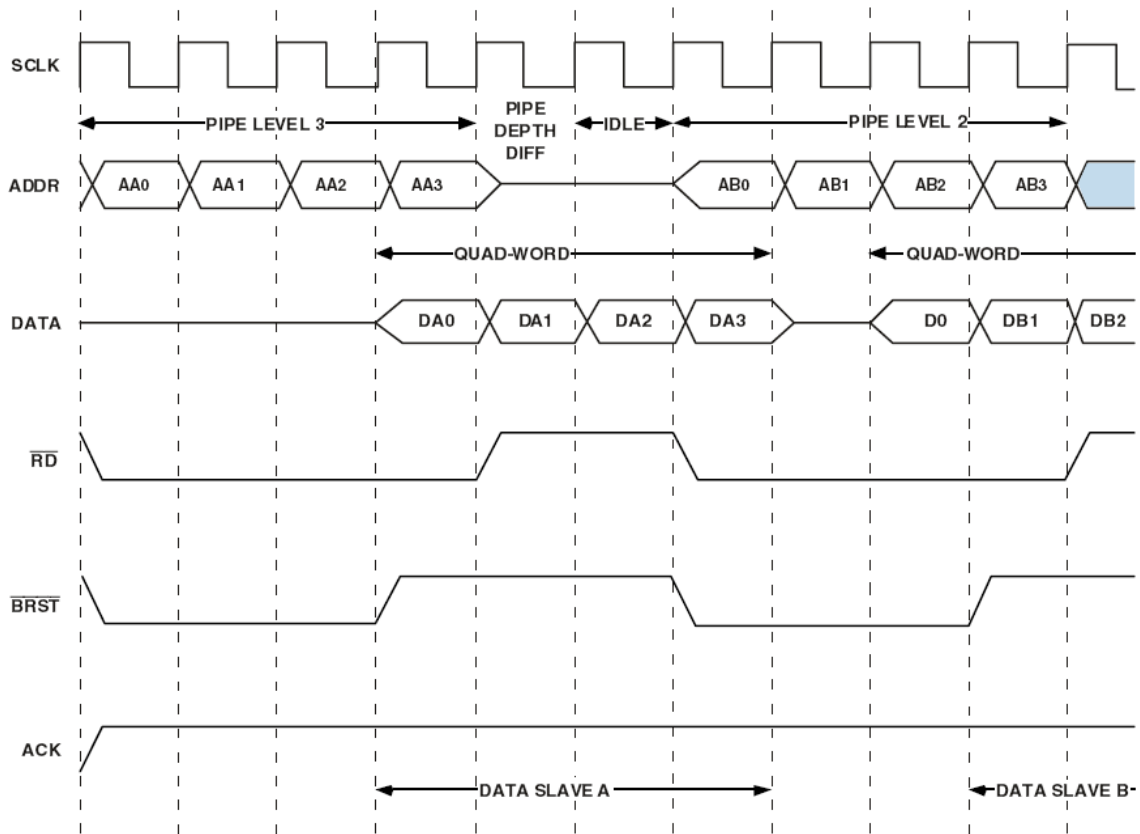 SCLK
PIPE LEVEL 3
PIPE
DEPTH
DIFF
IDLE
PIPE LEVEL 2
ADDR
AA0
AA1
AA2
AA3
AB0
AB1
AB2
AB3
QUAD-WORD
QUAD-WORD
DATA
DA0
DA1
DA2
DA3
D0
DB1
DB2
RD
BRST
ACK
DATA SLAVE A
DATA SLAVE B